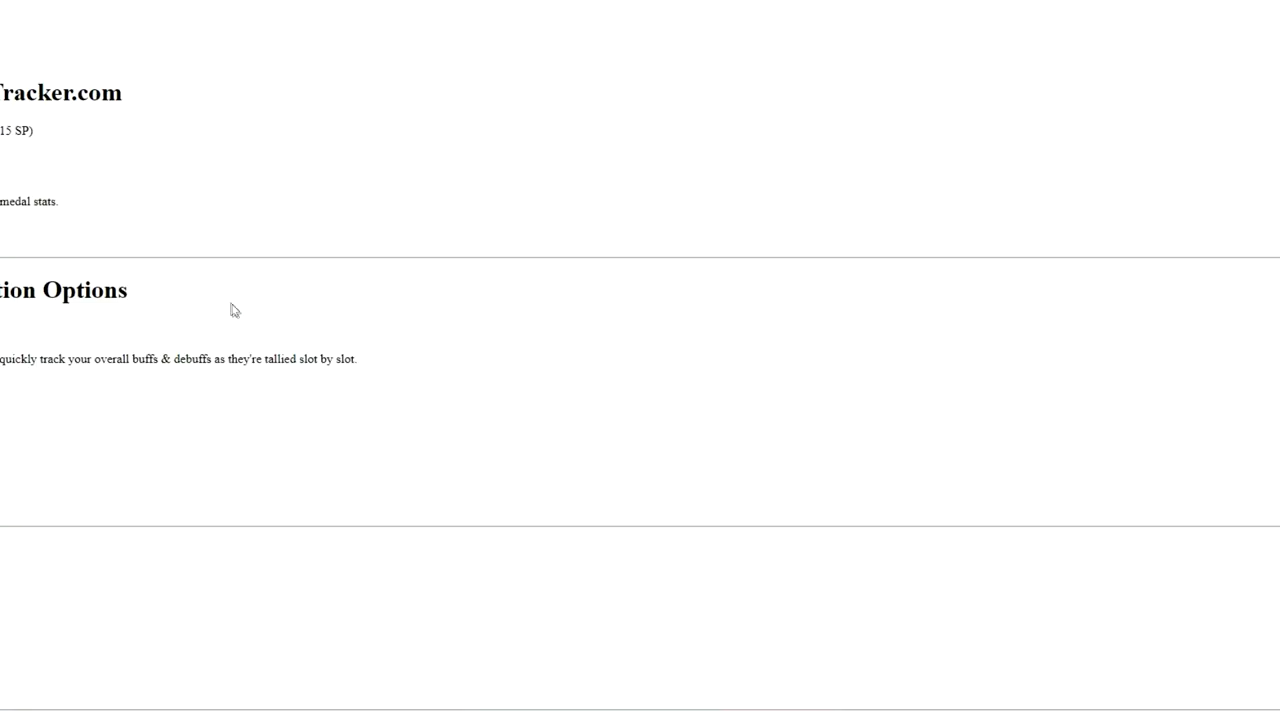 Tracker.com
15 SP)
medal stats.
tion Options
quickly track your overall buffs & debuffs as they're tallied slot by slot.